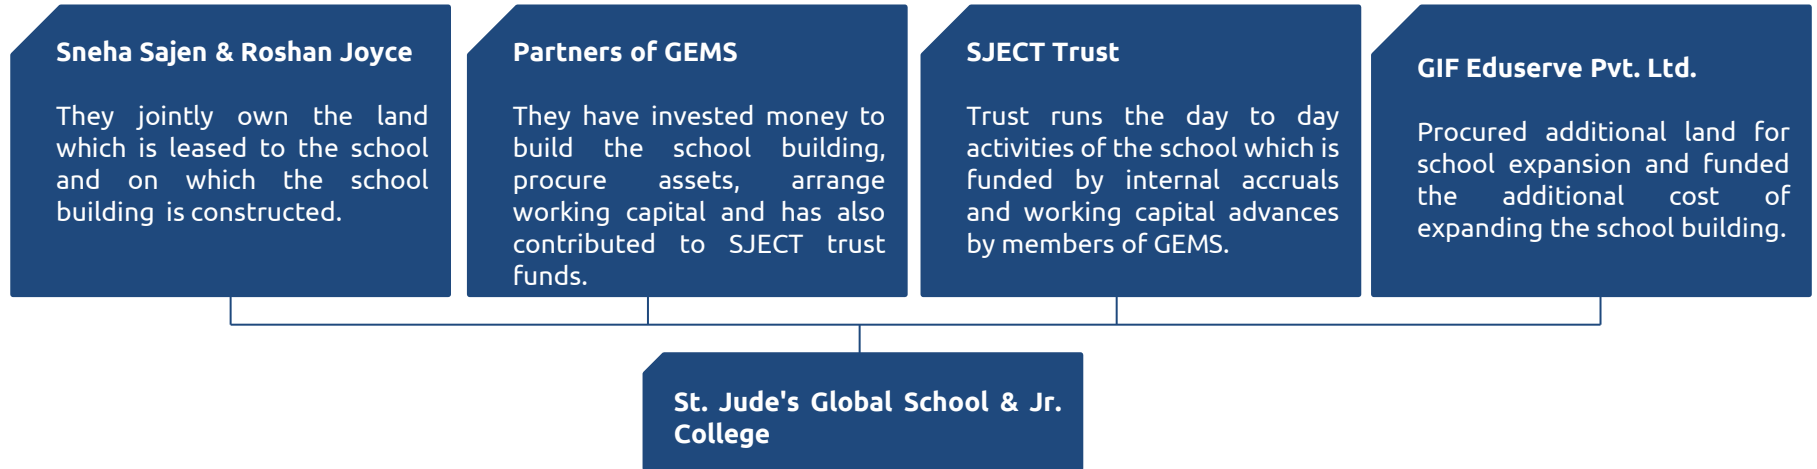 Sneha Sajen & Roshan Joyce
They jointly own the land
which is leased to the school
and on which the school
building is constructed.
Partners of GEMS
They have invested money to
build the school building,
procure assets, arrange
working capital and has also
contributed to SJECT trust
funds.
SJECT Trust
Trust runs the day to day
activities of the school which is
funded by internal accruals
and working capital advances
by members of GEMS.
GIF Eduserve Pvt. Ltd.
Procured additional land for
school expansion and funded
the additional cost of
expanding the school building.
St. Jude's Global School & Jr.
College